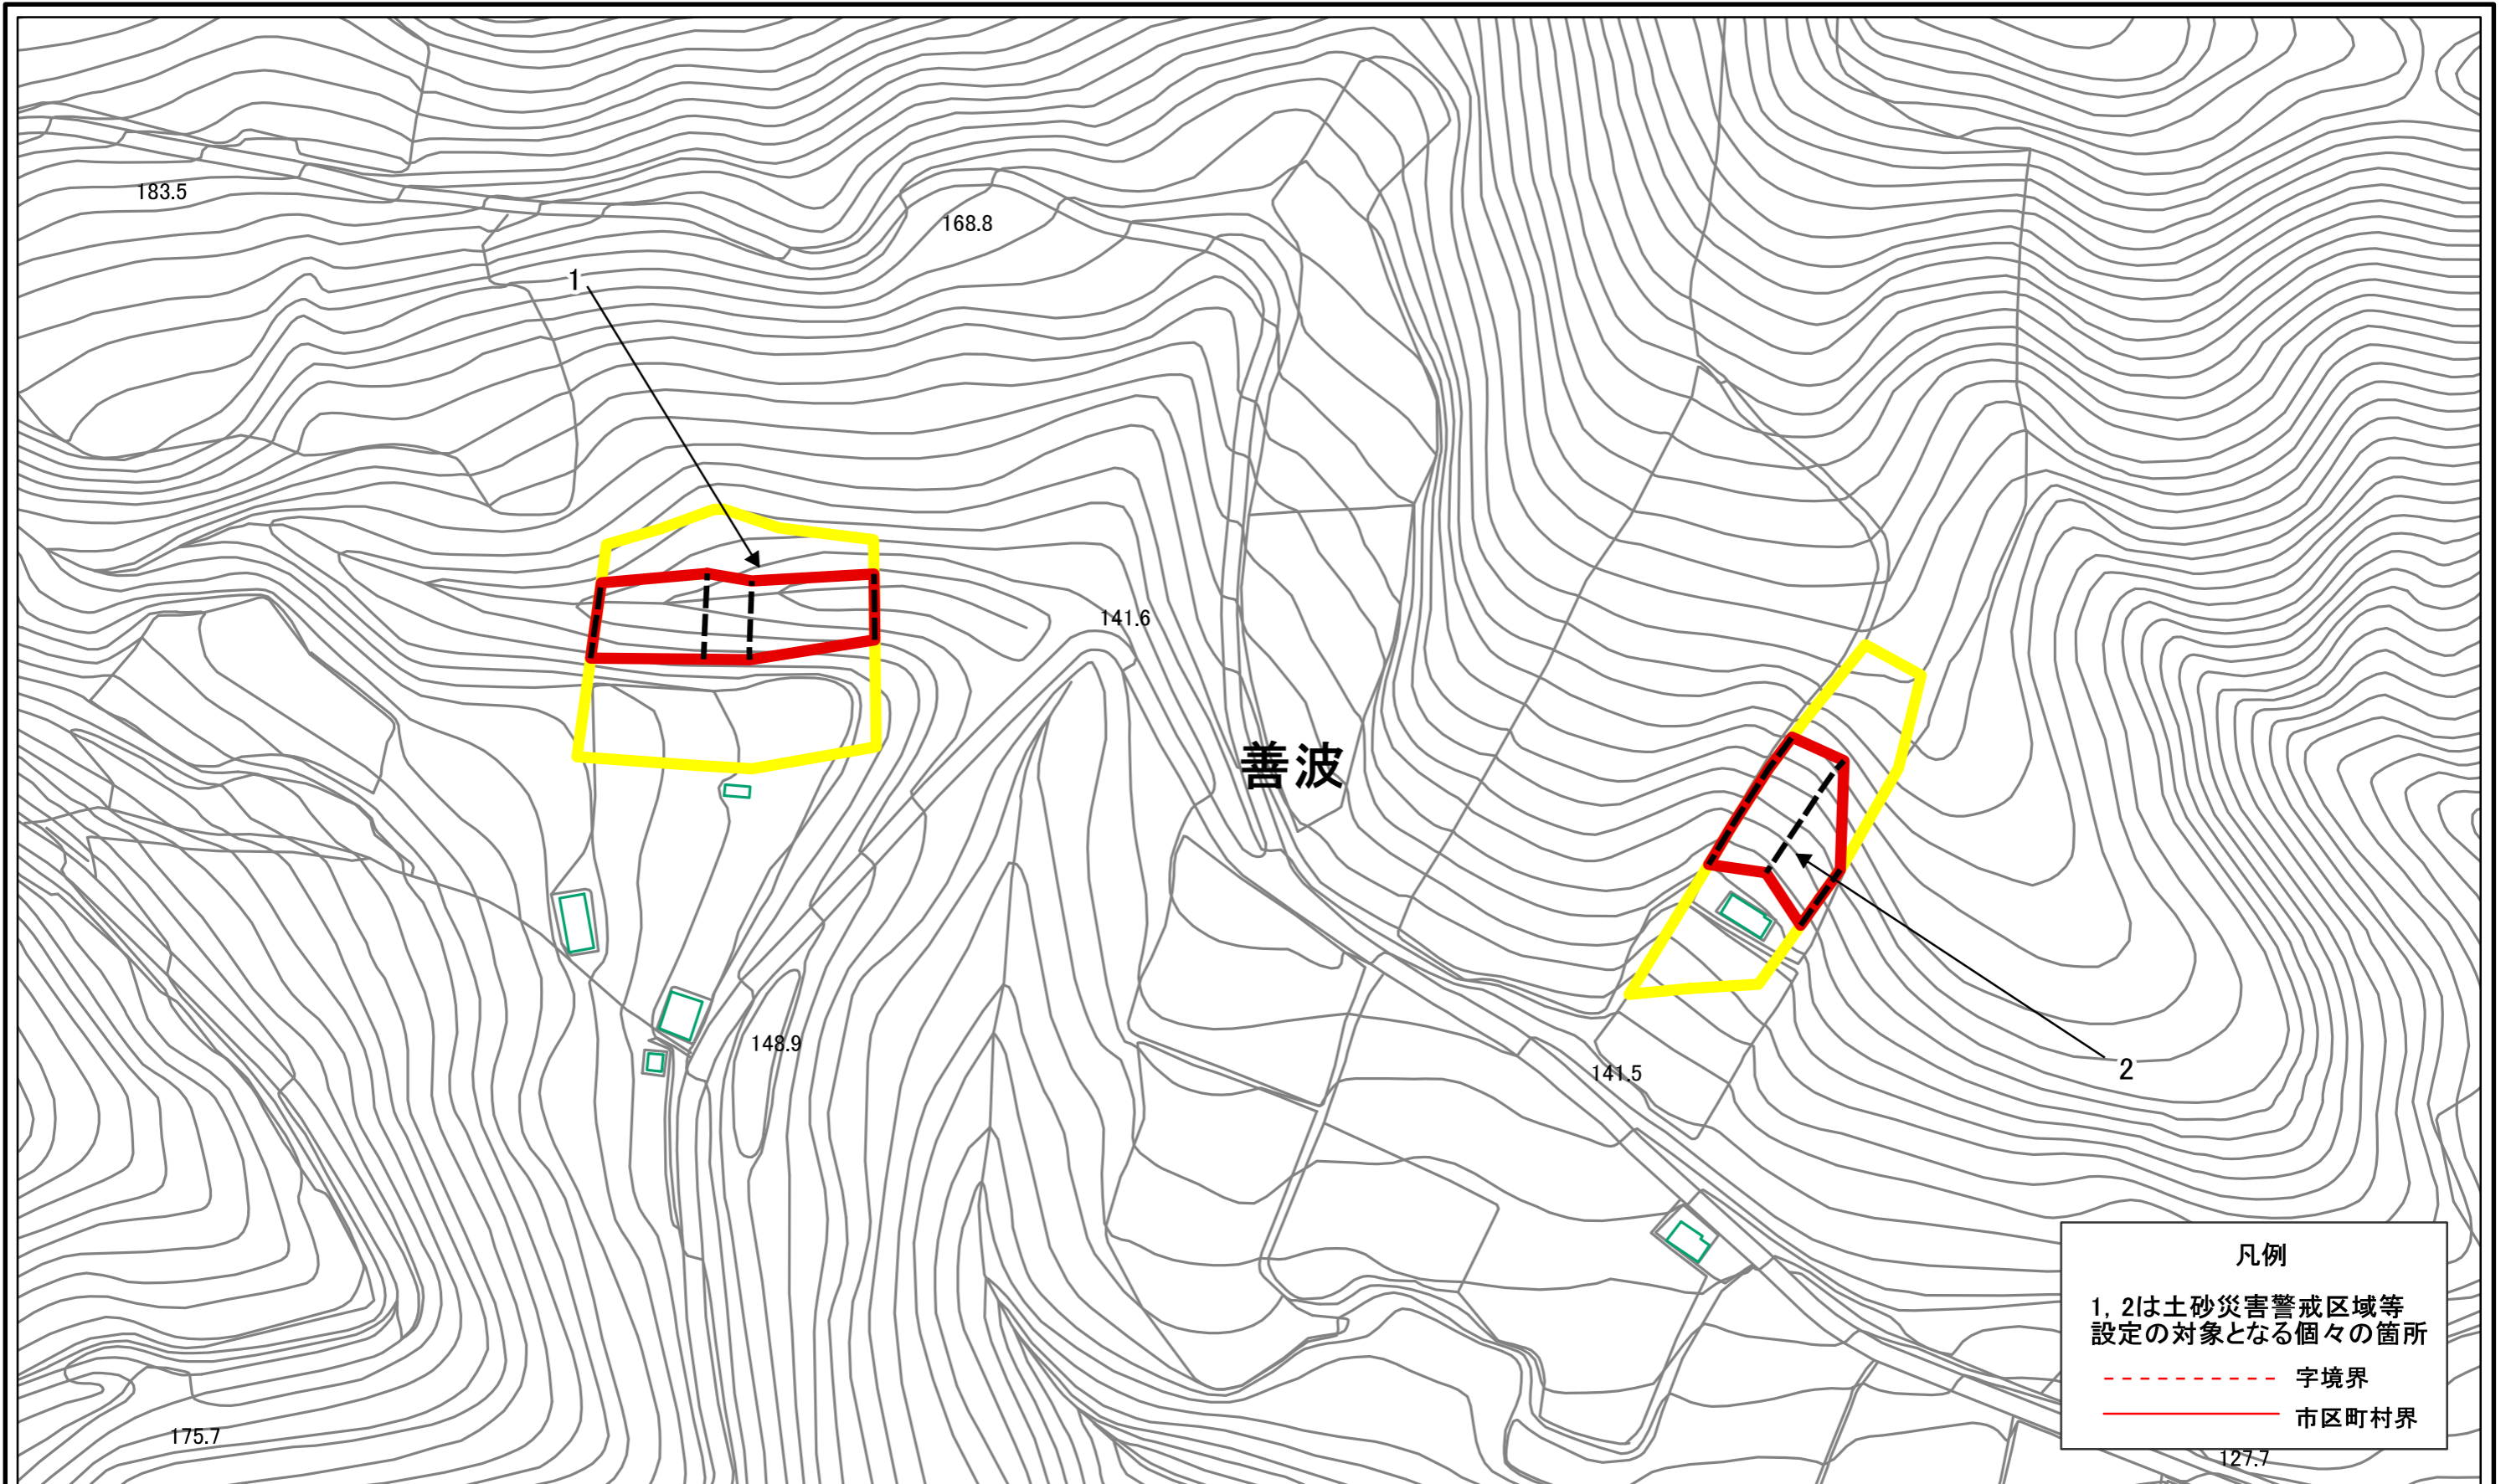 183.5
168.8
1
141.6
善波
148.9
141.5
2
175.7
凡例
1, 2は土砂災害警戒区域等
設定の対象となる個々の箇所
字境界
市区町村界
127.7